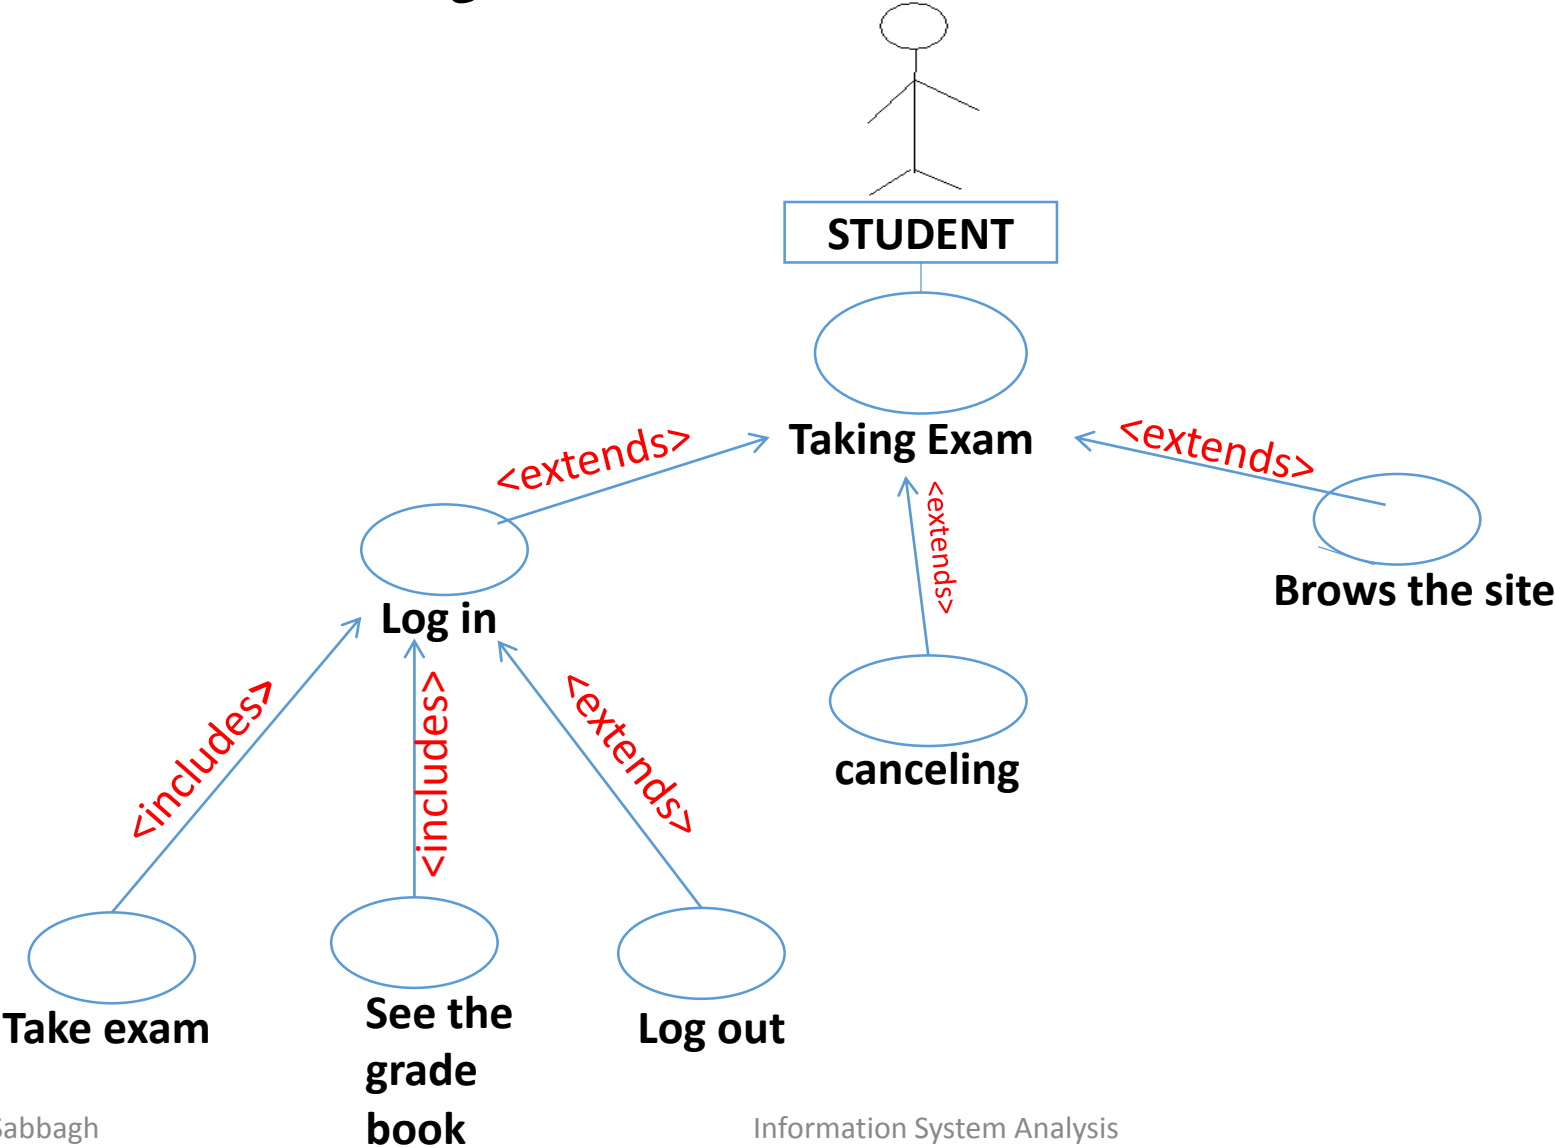 STUDENT
Taking Exam
<extends>
<extends>
<extends>
Brows the site
Log in
<includes>
<includes>
<extends>
canceling
Take exam
See the
grade
book
Log out
Sabbagh
Information System Analysis